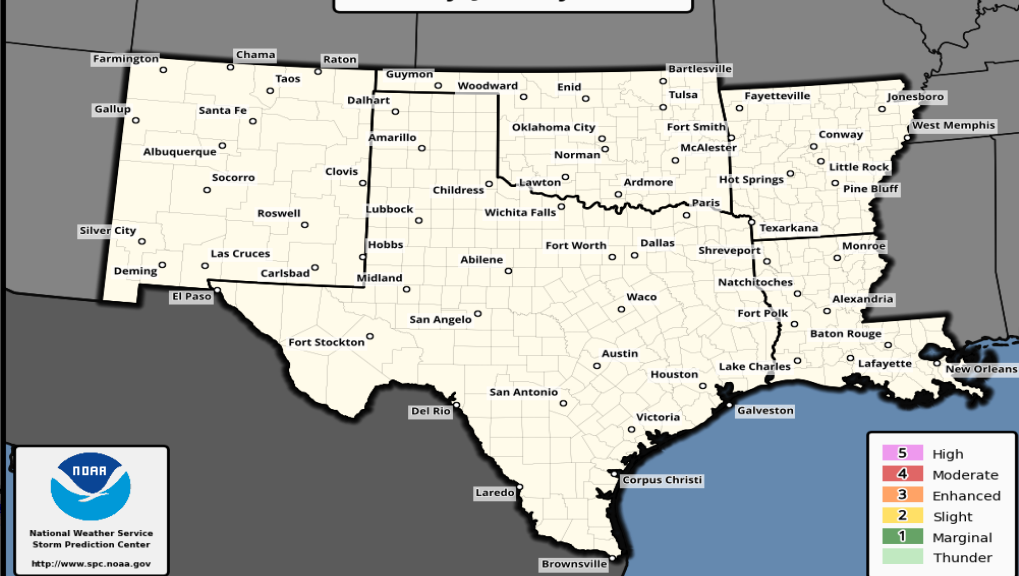 Farmington
Chama
Raton
Taos
Guymon
Woodward
Enid
Bartlesville
Tulsa
Fayetteville
Jonesboro
Gallup
Santa Fe
Dalhart
Oklahoma City
Fort Smith
Conway
West Memphis
Albuquerque
Amarillo
Norman
McAlester
Little Rock
Socorro
Clovis
Childress
Lawton
Ardmore
Hot Springs
Pine Bluff
Roswell
Lubbock
Wichita Falls
Paris
Texarkana
Silver City
Las Cruces
Hobbs
Fort Worth
Dallas
Shreveport
Monroe
Deming
Carlsbad
Midland
Abilene
Natchitoches
El Paso
Waco
Alexandria
San Angelo
Fort Polk
Fort Stockton
Baton Rouge
Austin
Houston
Lake Charles
Lafayette
New Orleans
San Antonio
Del Rio
Victoria
Galveston
Laredo
Corpus Christi
Brownsville
NOAA
National Weather Service
Storm Prediction Center
http://www.spc.noaa.gov
5 High
4 Moderate
3 Enhanced
2 Slight
1 Marginal
Thunder